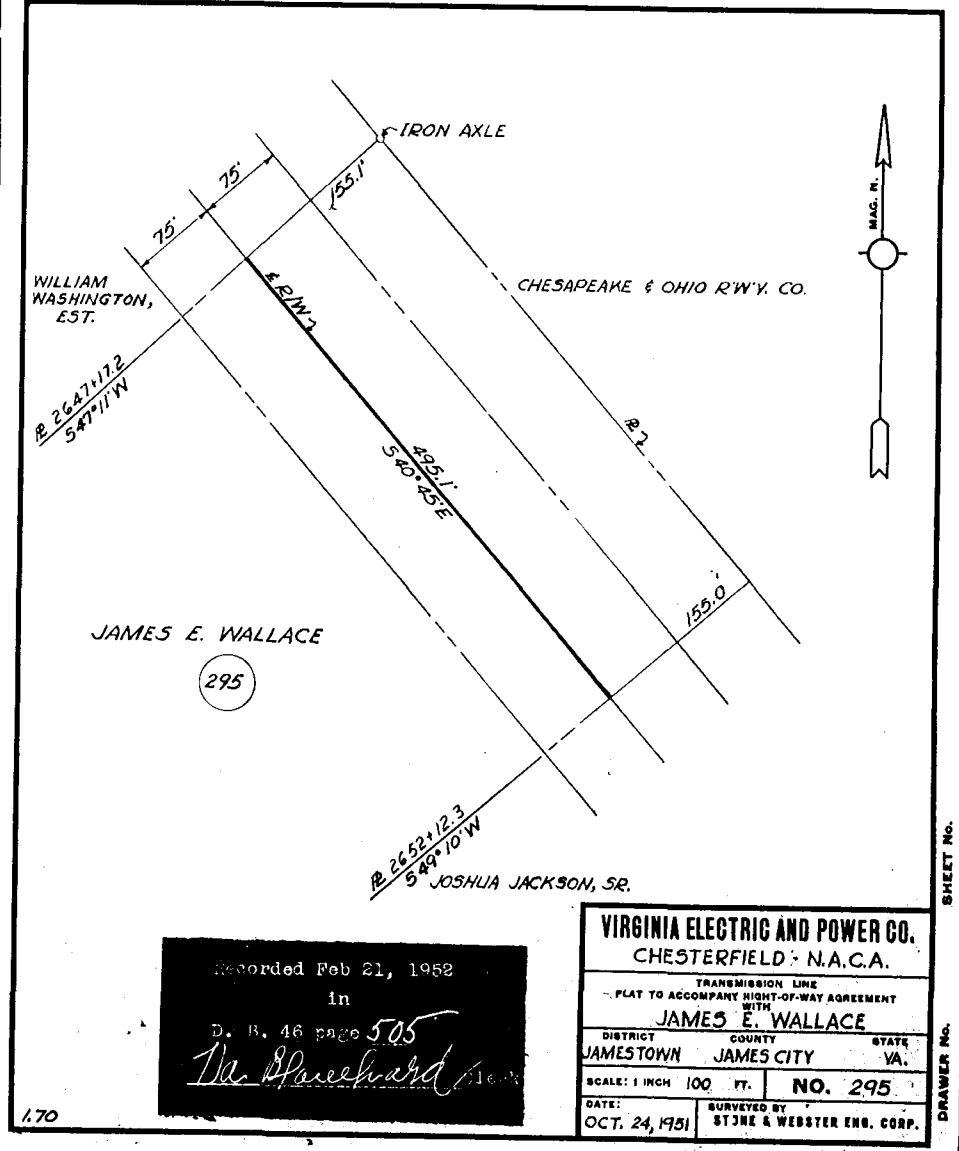 IRON AXLE
MAG. N.
75'
75'
155.1'
WILLIAM
WASHINGTON,
EST.
℄ R/W
CHESAPEAKE & OHIO R'W'Y. CO.
PL 2647+17.2
S47°11'W
PL
495.1'
S40°45'E
155.0'
JAMES E. WALLACE
295
PL 2652+12.3
S49°10'W
JOSHUA JACKSON, SR.
SHEET No.
DRAWER No.
VIRGINIA ELECTRIC AND POWER CO.
CHESTERFIELD - N.A.C.A.
TRANSMISSION LINE
PLAT TO ACCOMPANY RIGHT-OF-WAY AGREEMENT
WITH
JAMES E. WALLACE
DISTRICT COUNTY STATE
JAMESTOWN JAMES CITY VA.
SCALE: 1 INCH 100 FT. NO. 295
DATE: SURVEYED BY
OCT. 24, 1951 STONE & WEBSTER ENG. CORP.
Recorded Feb 21, 1952
in
D. B. 46 page 505
Clerk
1.70